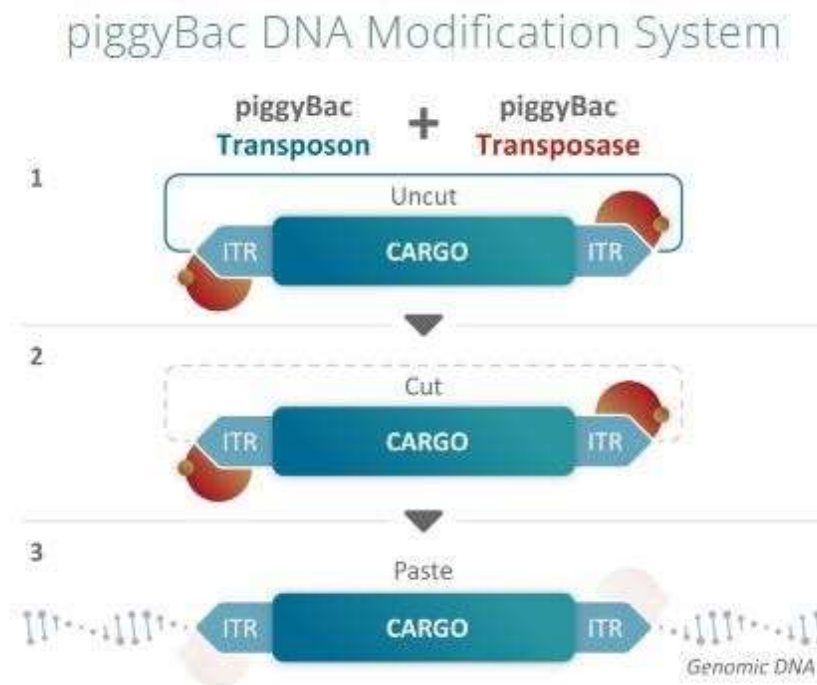 piggyBac DNA Modification System
piggyBac + piggyBac
Transposon Transposase
1
Uncut
ITR CARGO ITR
2
Cut
ITR CARGO ITR
3
Paste
ITR CARGO ITR
Genomic DNA